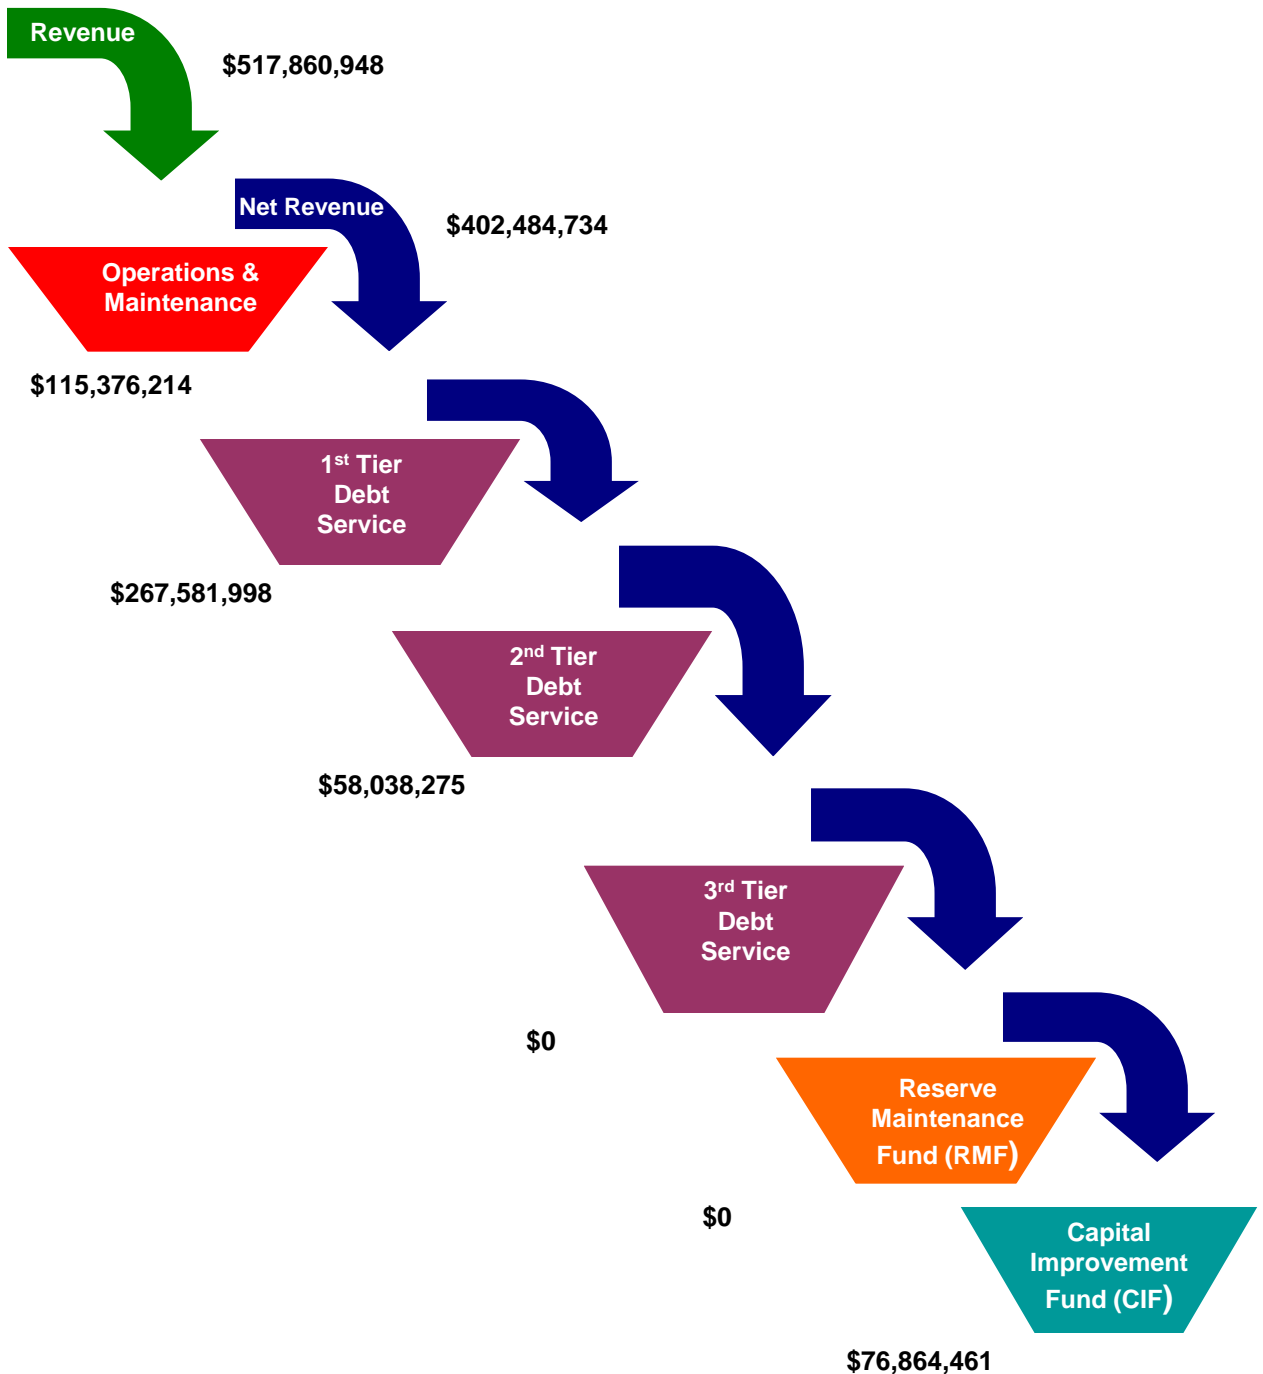 Revenue
$517,860,948
Net Revenue
$402,484,734
Operations &
Maintenance
$115,376,214
1st Tier
Debt
Service
$267,581,998
2nd Tier
Debt
Service
$58,038,275
3rd Tier
Debt
Service
$0
Reserve
Maintenance
Fund (RMF)
$0
Capital
Improvement
Fund (CIF)
$76,864,461